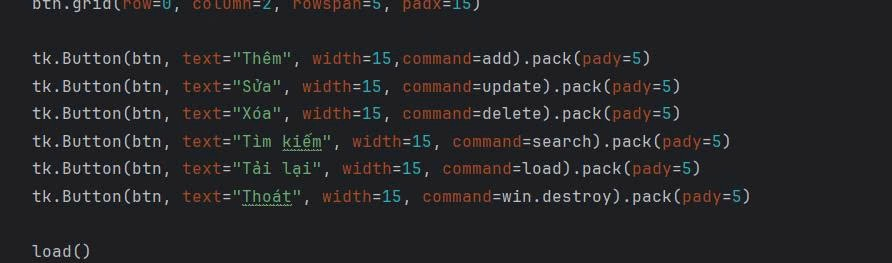 btn.grid(row=0, column=2, rowspan=5, padx=15)
tk.Button(btn, text="Thêm", width=15,command=add).pack(pady=5)
tk.Button(btn, text="Sửa", width=15, command=update).pack(pady=5)
tk.Button(btn, text="Xóa", width=15, command=delete).pack(pady=5)
tk.Button(btn, text="Tìm kiếm", width=15, command=search).pack(pady=5)
tk.Button(btn, text="Tải lại", width=15, command=load).pack(pady=5)
tk.Button(btn, text="Thoát", width=15, command=win.destroy).pack(pady=5)
load()